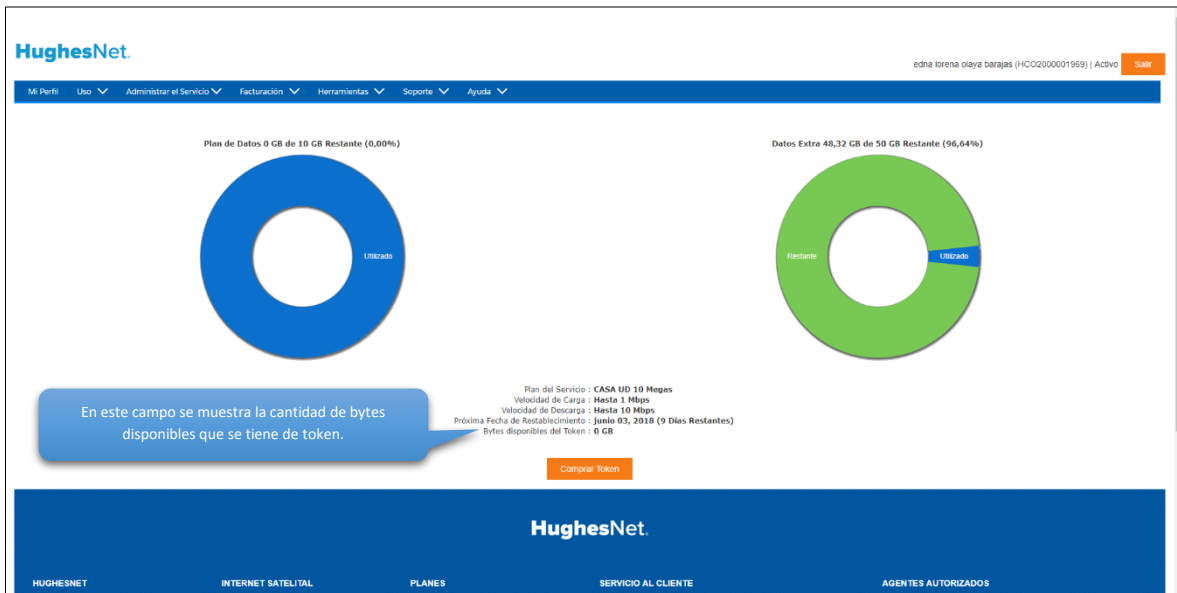 HughesNet.
edna lorena olaya barajas (HCO2000001969) | Activo
Salir
Mi Perfil Uso Administrar el Servicio Facturación Herramientas Soporte Ayuda
Plan de Datos 0 GB de 10 GB Restante (0,00%)
Datos Extra 48,32 GB de 50 GB Restante (96,64%)
Utilizado
Restante
Utilizado
Plan del Servicio : CASA UD 10 Megas
Velocidad de Carga : Hasta 1 Mbps
Velocidad de Descarga : Hasta 10 Mbps
Próxima Fecha de Restablecimiento : junio 03, 2018 (9 Días Restantes)
Bytes disponibles del Token : 0 GB
En este campo se muestra la cantidad de bytes
disponibles que se tiene de token.
Comprar Token
HughesNet.
HUGHESNET INTERNET SATELITAL PLANES SERVICIO AL CLIENTE AGENTES AUTORIZADOS